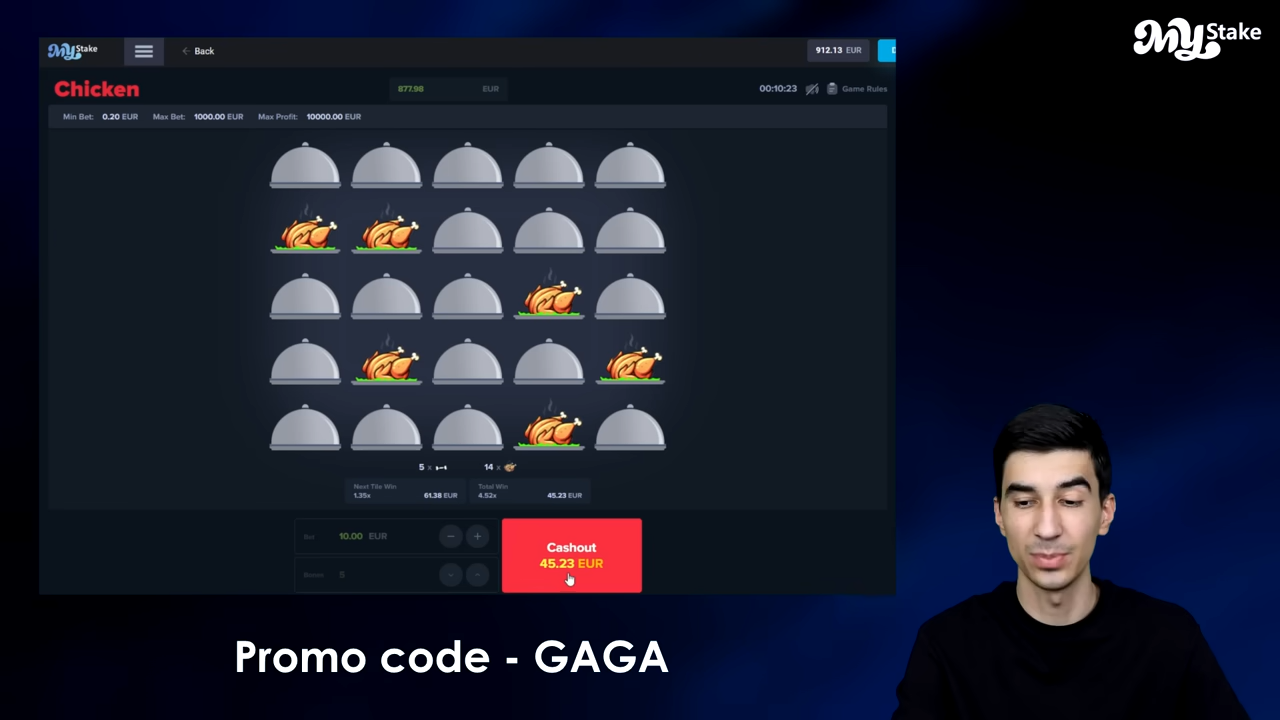 MyStake
MyStake
Back
912.13 EUR
Chicken
877.98 EUR
00:10:23
Game Rules
Min Bet: 0.20 EUR Max Bet: 1000.00 EUR Max Profit: 10000.00 EUR
5 x
14 x
Next Tile Win
1.35x 61.38 EUR
Total Win
4.52x 45.23 EUR
Bet 10.00 EUR
Cashout
45.23 EUR
Bones 5
Promo code - GAGA